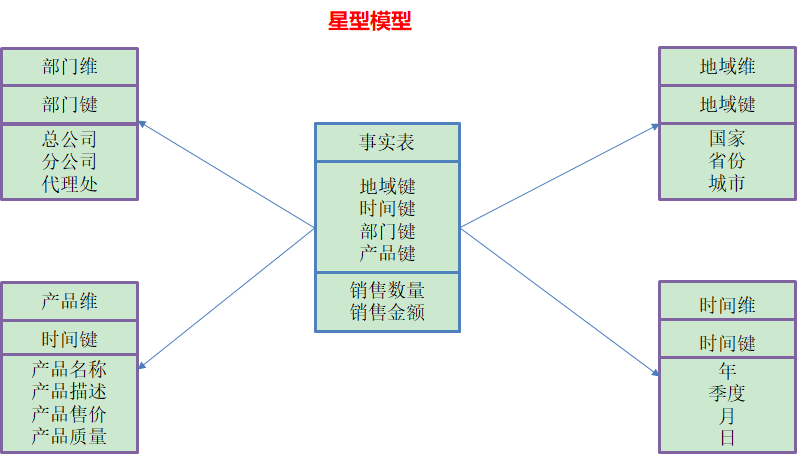 星型模型
部门维
部门键
总公司
分公司
代理处
地域维
地域键
国家
省份
城市
事实表
地域键
时间键
部门键
产品键
销售数量
销售金额
产品维
时间键
产品名称
产品描述
产品售价
产品质量
时间维
时间键
年
季度
月
日